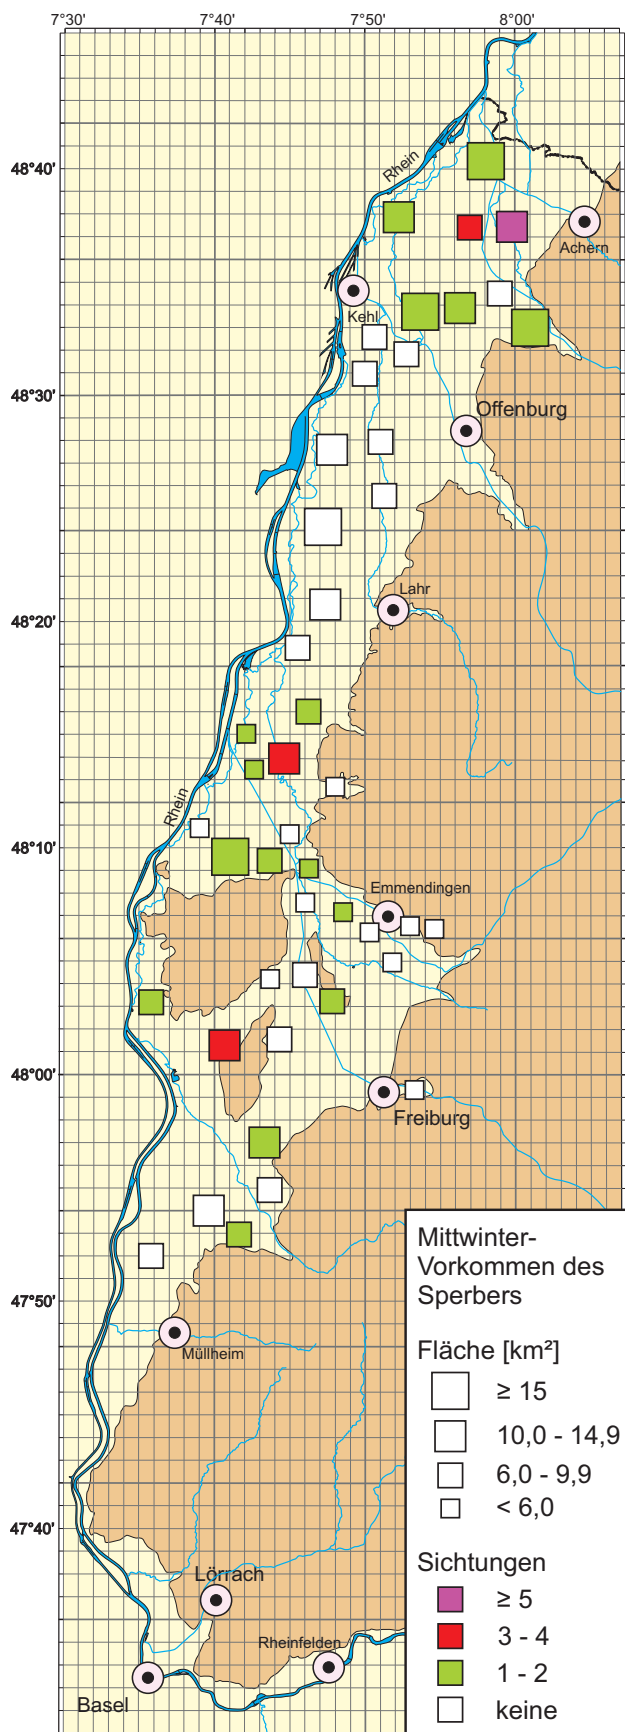 7°30'
7°40'
7°50'
8°00'
48°40'
Rhein
Achern
Kehl
48°30'
Offenburg
Lahr
48°20'
Rhein
48°10'
Emmendingen
48°00'
Freiburg
47°50'
Müllheim
47°40'
Lörrach
Rheinfelden
Basel
Mittwinter-
Vorkommen des
Sperbers
Fläche [km²]
≥ 15
10,0 - 14,9
6,0 - 9,9
< 6,0
Sichtungen
≥ 5
3 - 4
1 - 2
keine